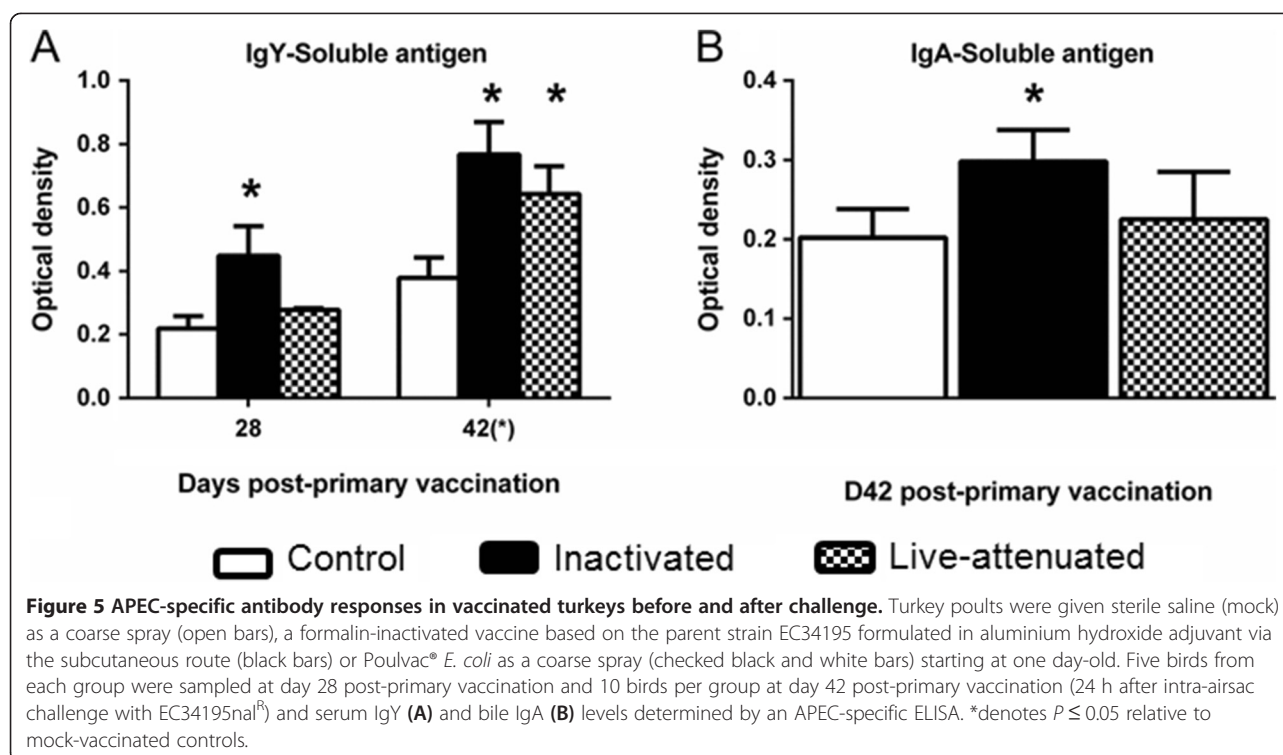 A
IgY-Soluble antigen
Optical density
1.0
0.8
0.6
0.4
0.2
0.0
*
*
*
28
42(*)
Days post-primary vaccination
B
IgA-Soluble antigen
Optical density
0.4
0.3
0.2
0.1
0.0
*
D42 post-primary vaccination
Control
Inactivated
Live-attenuated
Figure 5 APEC-specific antibody responses in vaccinated turkeys before and after challenge. Turkey poults were given sterile saline (mock)
as a coarse spray (open bars), a formalin-inactivated vaccine based on the parent strain EC34195 formulated in aluminium hydroxide adjuvant via
the subcutaneous route (black bars) or Poulvac® E. coli as a coarse spray (checked black and white bars) starting at one day-old. Five birds from
each group were sampled at day 28 post-primary vaccination and 10 birds per group at day 42 post-primary vaccination (24 h after intra-airsac
challenge with EC34195nalᴿ) and serum IgY (A) and bile IgA (B) levels determined by an APEC-specific ELISA. *denotes P ≤ 0.05 relative to
mock-vaccinated controls.